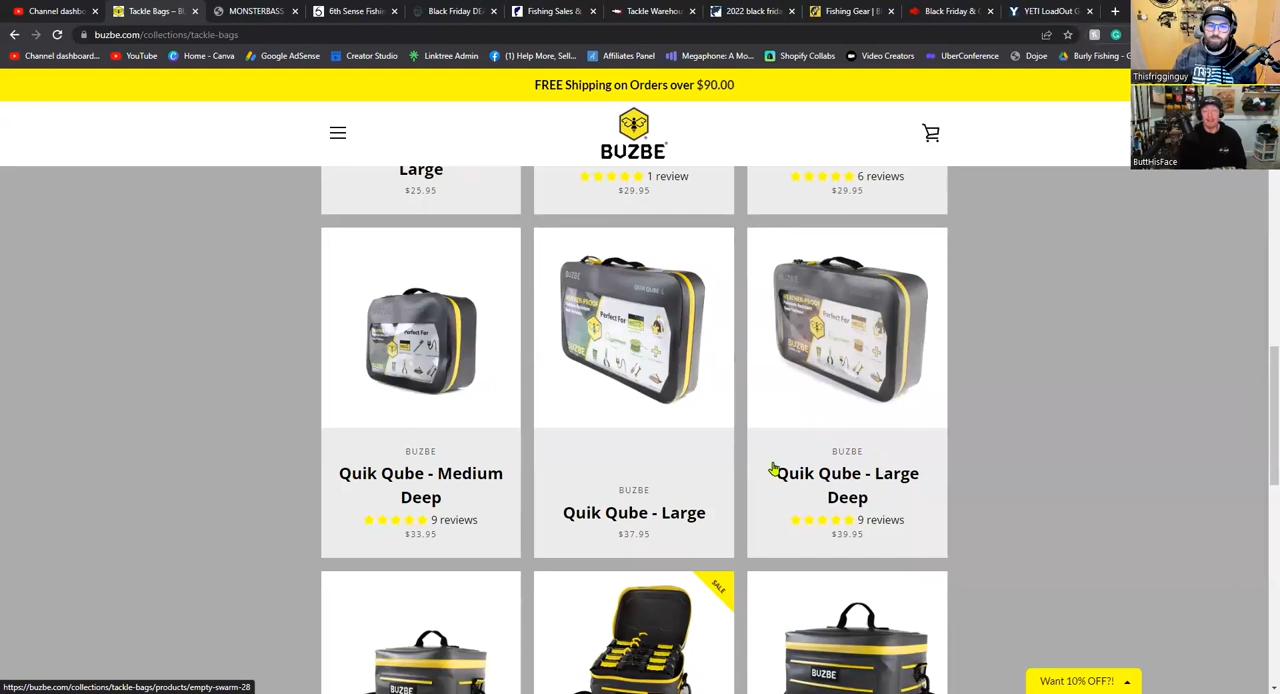 Channel dashbo...
Tackle Bags – BU
MONSTERBASS
6th Sense Fishin
Black Friday DEA
Fishing Sales &
Tackle Warehou
2022 black frida
Fishing Gear | B
Black Friday & C
YETI LoadOut G
buzbe.com/collections/tackle-bags
Channel dashboard...
YouTube
Home - Canva
Google AdSense
Creator Studio
Linktree Admin
(1) Help More, Sell...
Affiliates Panel
Megaphone: A Mo...
Shopify Collabs
Video Creators
UberConference
Dojoe
Burly Fishing - G
Thisfrigginguy
ButtHisFace
FREE Shipping on Orders over $90.00
BUZBE
Large
$25.95
1 review
$29.95
6 reviews
$29.95
BUZBE
Quik Qube - Medium
Deep
9 reviews
$33.95
BUZBE
Quik Qube - Large
$37.95
BUZBE
Quik Qube - Large
Deep
9 reviews
$39.95
SALE
BUZBE
BUZBE
Want 10% OFF?!
https://buzbe.com/collections/tackle-bags/products/empty-swarm-28